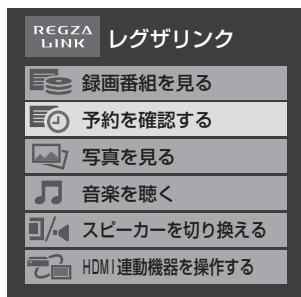 REGZA
LINK
レグザリンク
録画番組を見る
予約を確認する
写真を見る
音楽を聴く
スピーカーを切り換える
HDMI連動機器を操作する